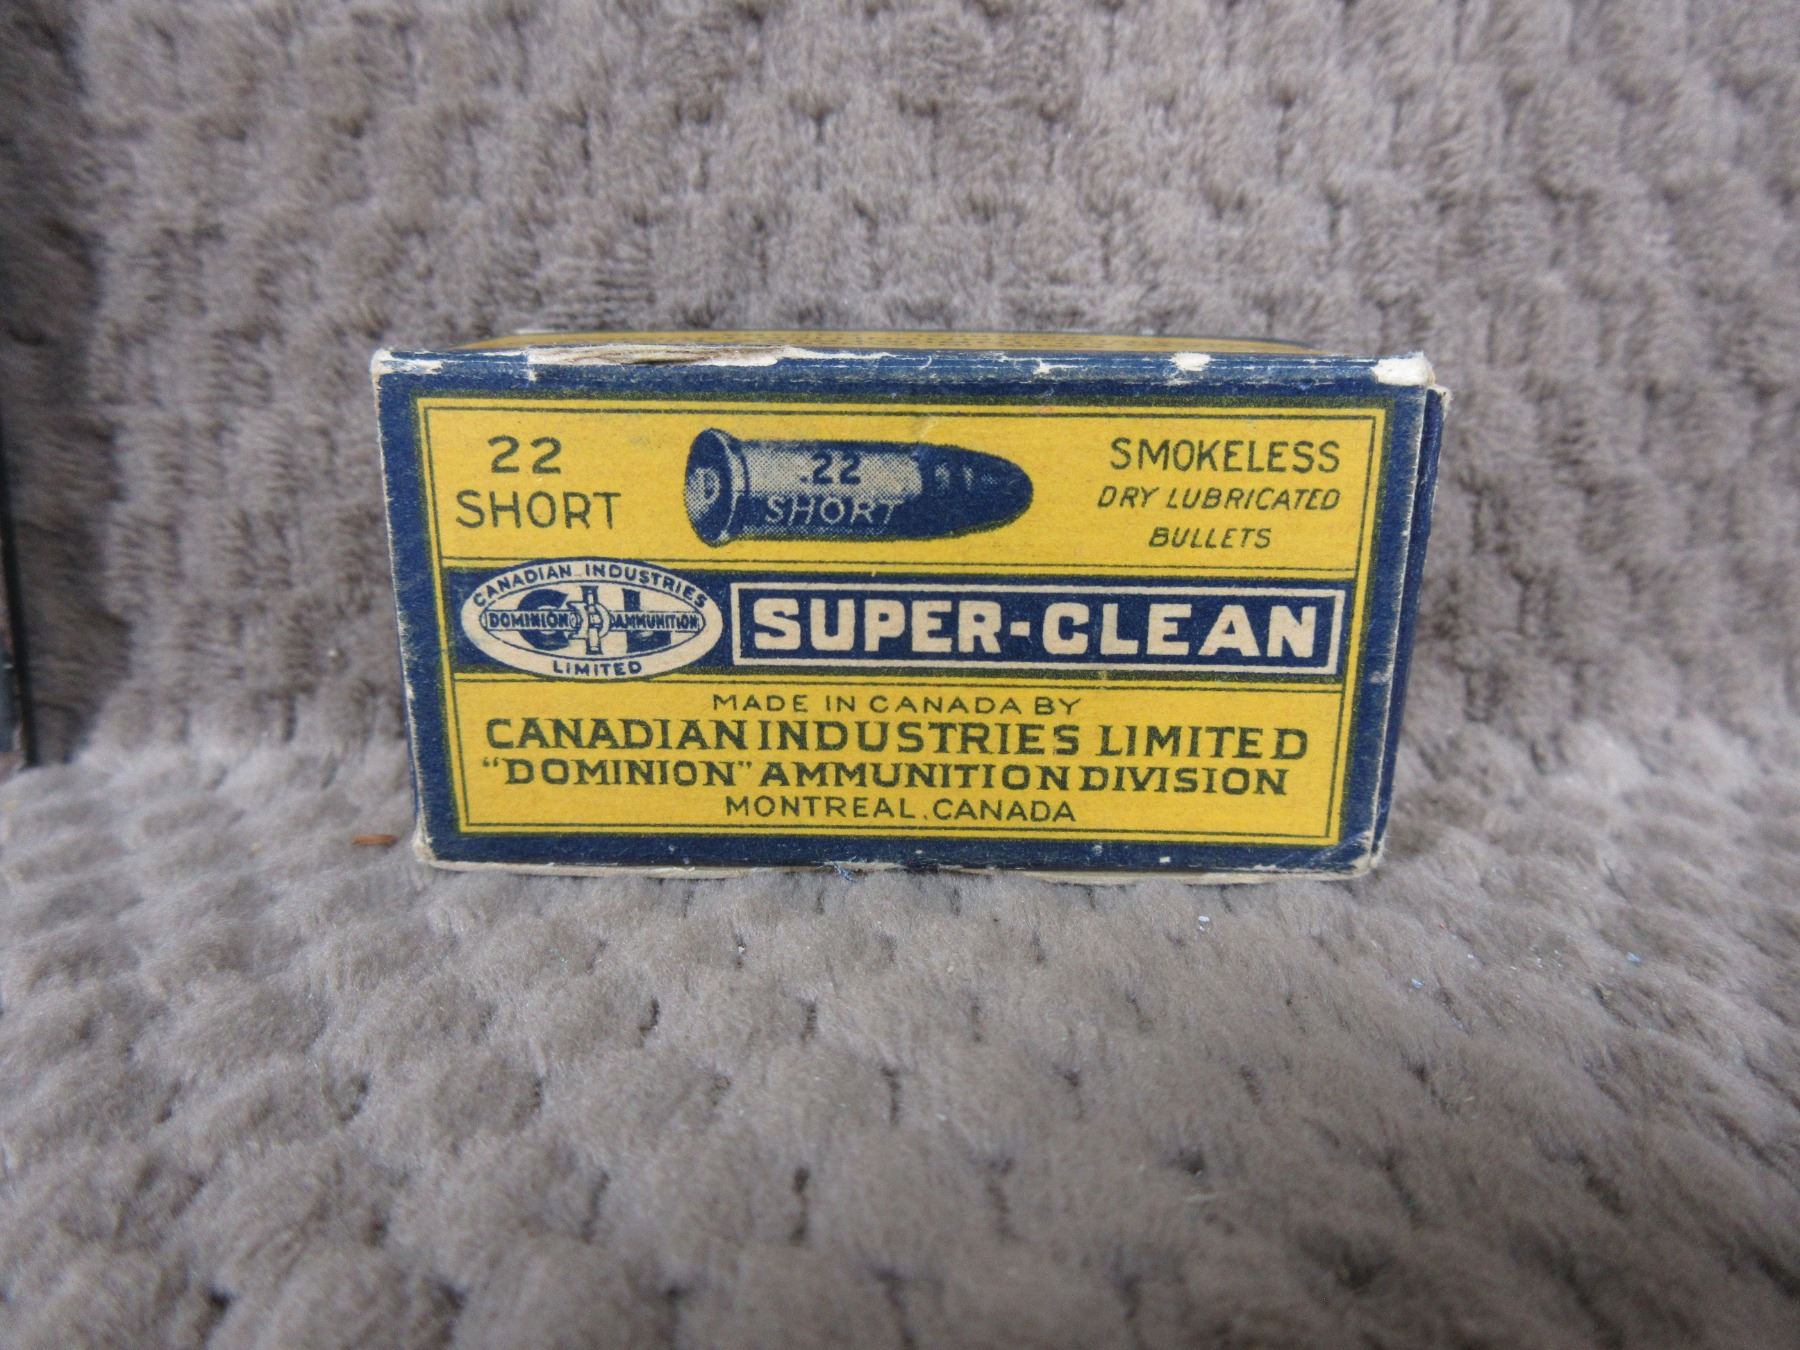 22
SHORT
D
.22
SHORT
SMOKELESS
DRY LUBRICATED
BULLETS
CANADIAN INDUSTRIES
DOMINION AMMUNITION
LIMITED
SUPER-CLEAN
MADE IN CANADA BY
CANADIAN INDUSTRIES LIMITED
"DOMINION" AMMUNITION DIVISION
MONTREAL, CANADA